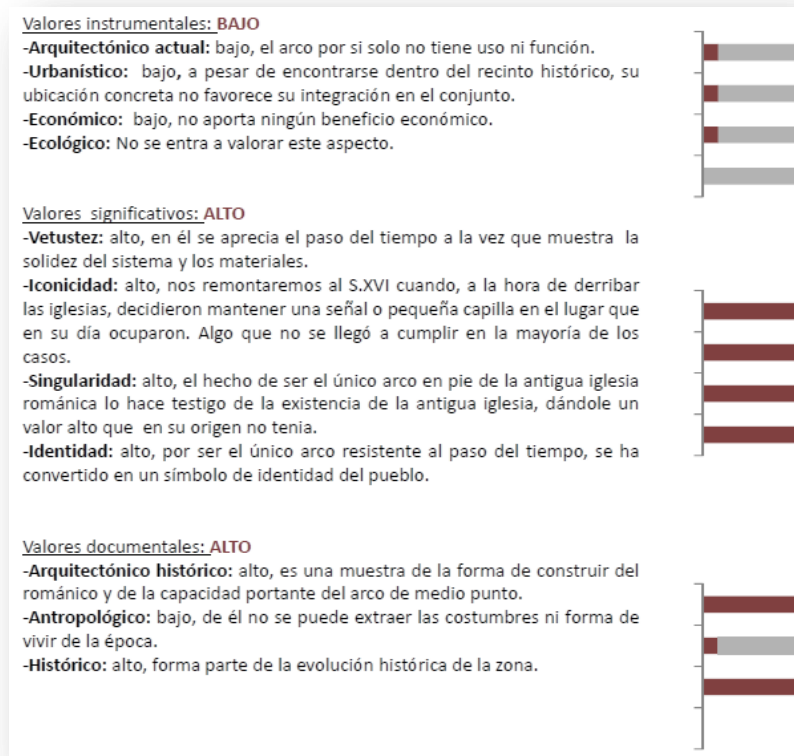 Valores instrumentales: BAJO
-Arquitectónico actual: bajo, el arco por si solo no tiene uso ni función.
-Urbanístico: bajo, a pesar de encontrarse dentro del recinto histórico, su
ubicación concreta no favorece su integración en el conjunto.
-Económico: bajo, no aporta ningún beneficio económico.
-Ecológico: No se entra a valorar este aspecto.
Valores significativos: ALTO
-Vetustez: alto, en él se aprecia el paso del tiempo a la vez que muestra la
solidez del sistema y los materiales.
-Iconicidad: alto, nos remontaremos al S.XVI cuando, a la hora de derribar
las iglesias, decidieron mantener una señal o pequeña capilla en el lugar que
en su día ocuparon. Algo que no se llegó a cumplir en la mayoría de los
casos.
-Singularidad: alto, el hecho de ser el único arco en pie de la antigua iglesia
románica lo hace testigo de la existencia de la antigua iglesia, dándole un
valor alto que en su origen no tenia.
-Identidad: alto, por ser el único arco resistente al paso del tiempo, se ha
convertido en un símbolo de identidad del pueblo.
Valores documentales: ALTO
-Arquitectónico histórico: alto, es una muestra de la forma de construir del
románico y de la capacidad portante del arco de medio punto.
-Antropológico: bajo, de él no se puede extraer las costumbres ni forma de
vivir de la época.
-Histórico: alto, forma parte de la evolución histórica de la zona.